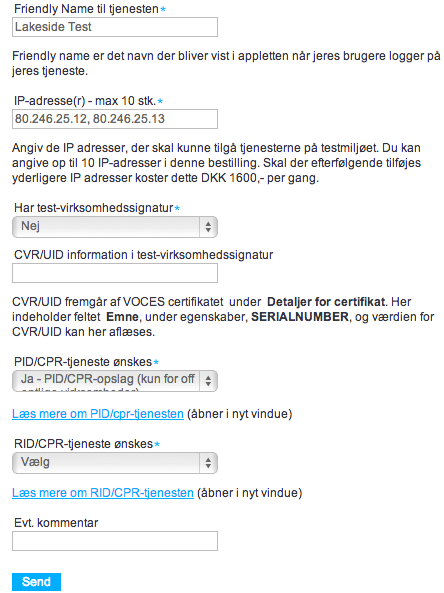 Friendly Name til tjenesten*
Lakeside Test
Friendly name er det navn der bliver vist i appletten når jeres brugere logger på
jeres tjeneste.
IP-adresse(r) - max 10 stk.*
80.246.25.12, 80.246.25.13
Angiv de IP adresser, der skal kunne tilgå tjenesterne på testmiljøet. Du kan
angive op til 10 IP-adresser i denne bestilling. Skal der efterfølgende tilføjes
yderligere IP adresser koster dette DKK 1600,- per gang.
Har test-virksomhedssignatur*
Nej
CVR/UID information i test-virksomhedssignatur
CVR/UID fremgår af VOCES certifikatet under Detaljer for certifikat. Her
indeholder feltet Emne, under egenskaber, SERIALNUMBER, og værdien for
CVR/UID kan her aflæses.
PID/CPR-tjeneste ønskes*
Ja - PID/CPR-opslag (kun for off
entlige virksomheder)
Læs mere om PID/cpr-tjenesten (åbner i nyt vindue)
RID/CPR-tjeneste ønskes*
Vælg
Læs mere om RID/CPR-tjenesten (åbner i nyt vindue)
Evt. kommentar
Send